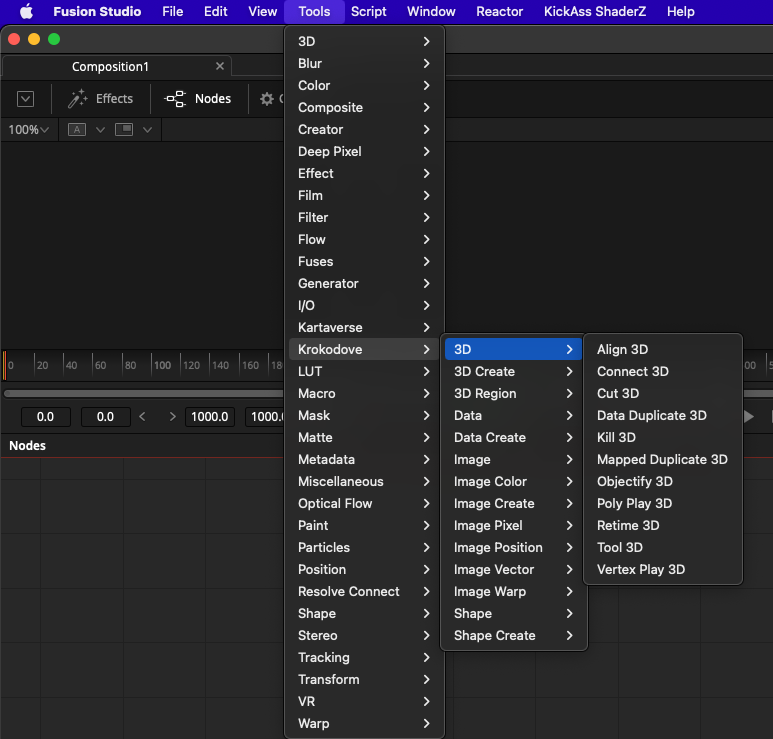 Fusion Studio File Edit View Tools Script Window Reactor KickAss ShaderZ Help
Composition1
Effects Nodes
100% A
3D
Blur
Color
Composite
Creator
Deep Pixel
Effect
Film
Filter
Flow
Fuses
Generator
I/O
Kartaverse
Krokodove
LUT
Macro
Mask
Matte
Metadata
Miscellaneous
Optical Flow
Paint
Particles
Position
Resolve Connect
Shape
Stereo
Tracking
Transform
VR
Warp
3D
3D Create
3D Region
Data
Data Create
Image
Image Color
Image Create
Image Pixel
Image Position
Image Vector
Image Warp
Shape
Shape Create
Align 3D
Connect 3D
Cut 3D
Data Duplicate 3D
Kill 3D
Mapped Duplicate 3D
Objectify 3D
Poly Play 3D
Retime 3D
Tool 3D
Vertex Play 3D
0 20 40 60 80 100 120 140 160
0.0 0.0 1000.0 1000.0
Nodes